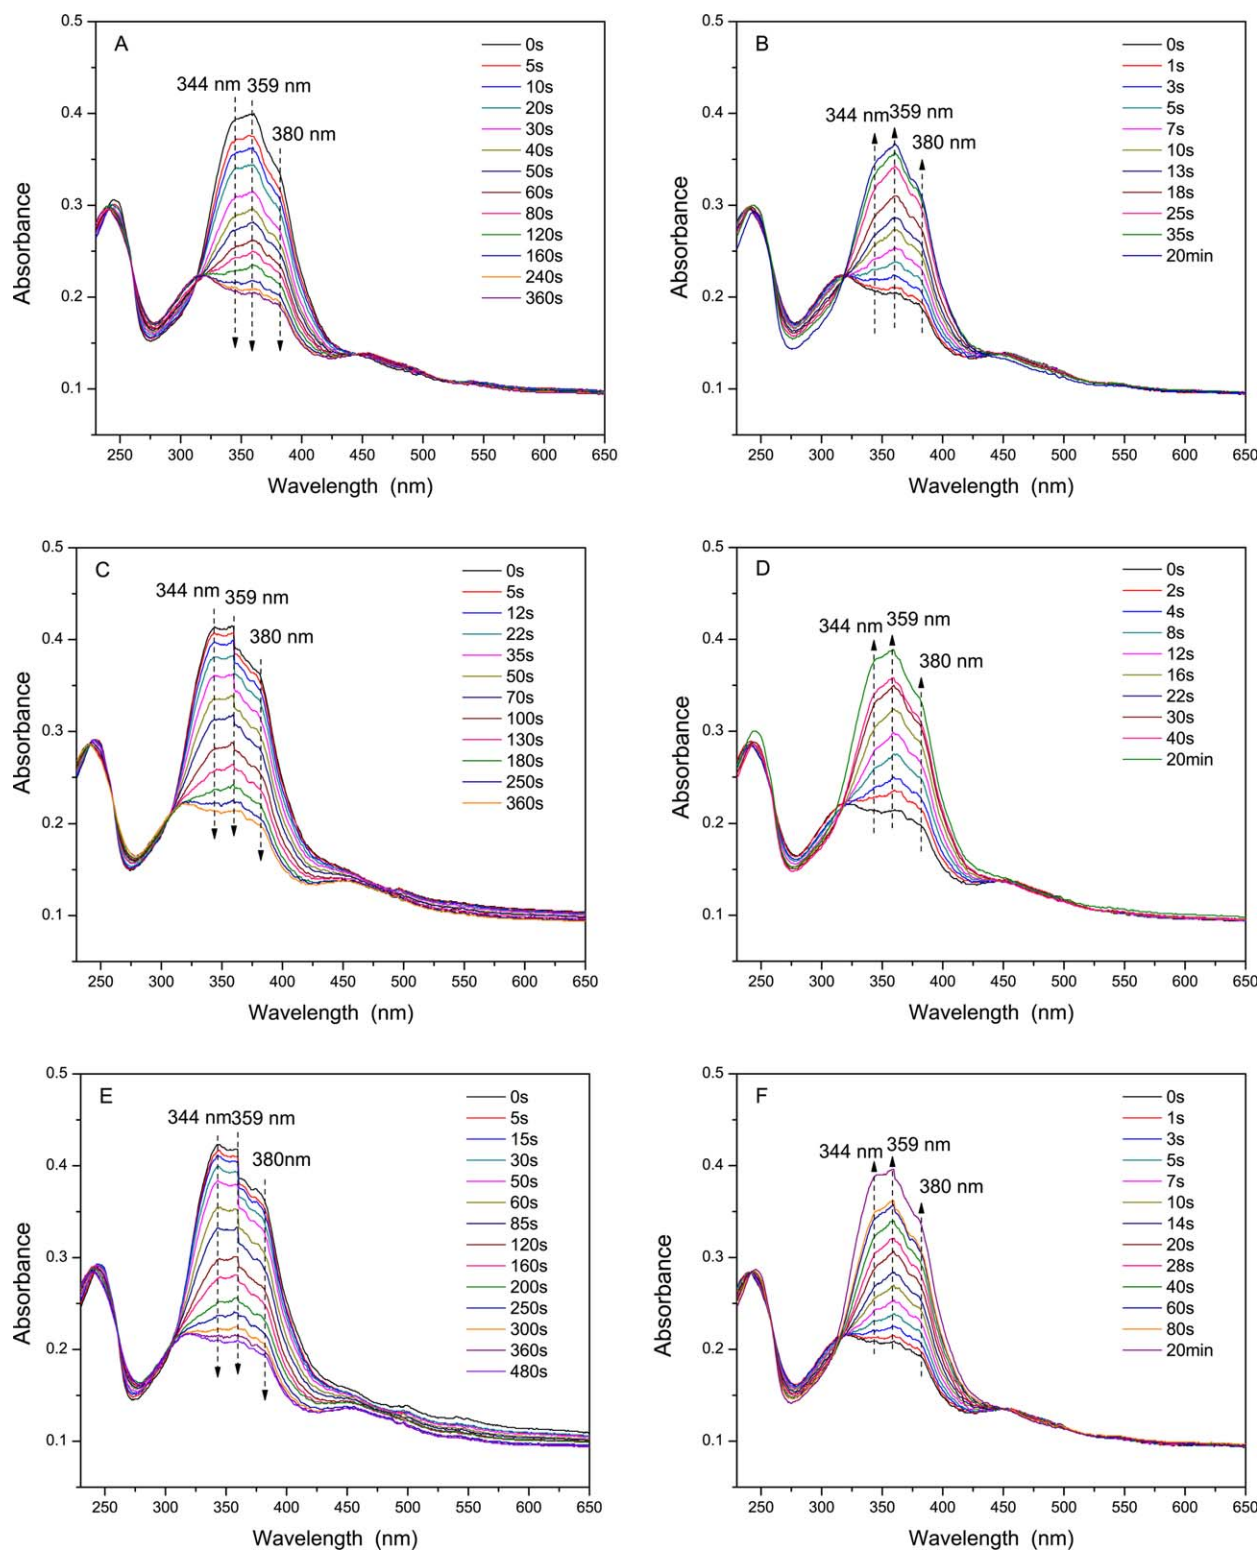 A
344 nm 359 nm
380 nm
0s
5s
10s
20s
30s
40s
50s
60s
80s
120s
160s
240s
360s
0.5
0.4
0.3
0.2
0.1
Absorbance
250 300 350 400 450 500 550 600 650
Wavelength (nm)
B
344 nm 359 nm
380 nm
0s
1s
3s
5s
7s
10s
13s
18s
25s
35s
20min
0.5
0.4
0.3
0.2
0.1
Absorbance
250 300 350 400 450 500 550 600 650
Wavelength (nm)
C
344 nm 359 nm
380 nm
0s
5s
12s
22s
35s
50s
70s
100s
130s
180s
250s
360s
0.5
0.4
0.3
0.2
0.1
Absorbance
250 300 350 400 450 500 550 600 650
Wavelength (nm)
D
344 nm 359 nm
380 nm
0s
2s
4s
8s
12s
16s
22s
30s
40s
20min
0.5
0.4
0.3
0.2
0.1
Absorbance
250 300 350 400 450 500 550 600 650
Wavelength (nm)
E
344 nm 359 nm
380nm
0s
5s
15s
30s
50s
60s
85s
120s
160s
200s
250s
300s
360s
480s
0.5
0.4
0.3
0.2
0.1
Absorbance
250 300 350 400 450 500 550 600 650
Wavelength (nm)
F
344 nm 359 nm
380 nm
0s
1s
3s
5s
7s
10s
14s
20s
28s
40s
60s
80s
20min
0.5
0.4
0.3
0.2
0.1
Absorbance
250 300 350 400 450 500 550 600 650
Wavelength (nm)